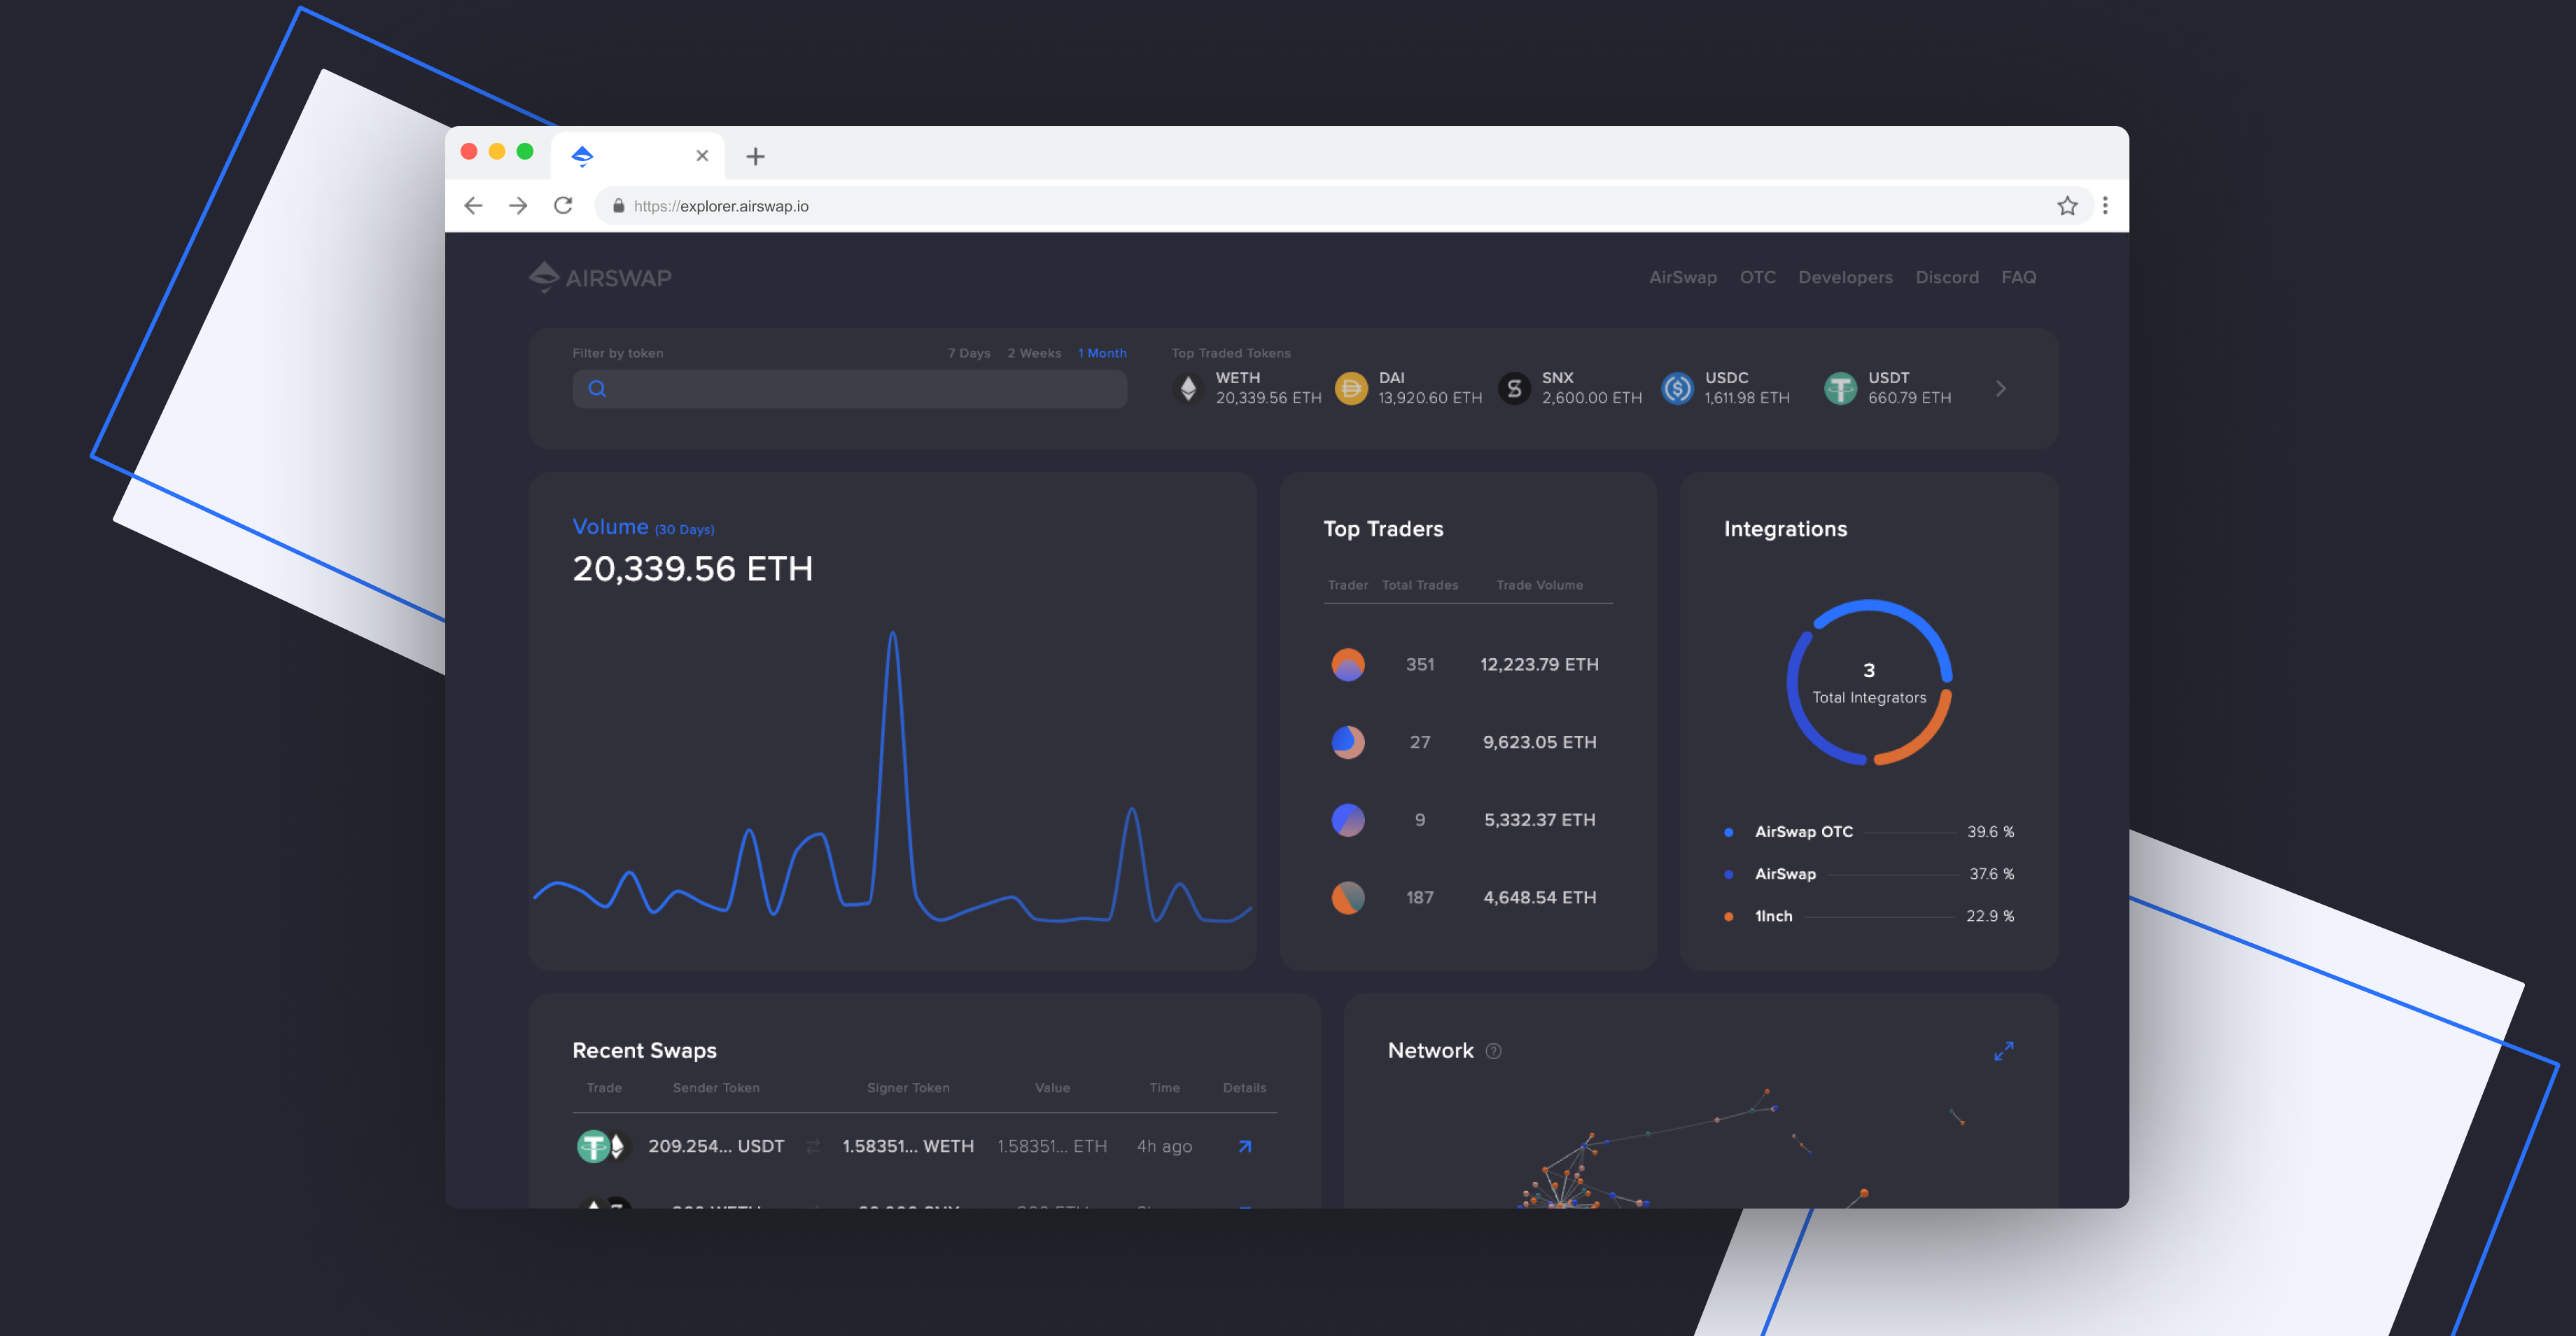 https://explorer.airswap.io
AIRSWAP
AirSwap OTC Developers Discord FAQ
Filter by token
7 Days 2 Weeks 1 Month
Top Traded Tokens
WETH
20,339.56 ETH
DAI
13,920.60 ETH
SNX
2,600.00 ETH
USDC
1,611.98 ETH
USDT
660.79 ETH
Volume (30 Days)
20,339.56 ETH
Top Traders
Trader Total Trades Trade Volume
351 12,223.79 ETH
27 9,623.05 ETH
9 5,332.37 ETH
187 4,648.54 ETH
Integrations
3
Total Integrators
AirSwap OTC 39.6 %
AirSwap 37.6 %
1Inch 22.9 %
Recent Swaps
Trade Sender Token Signer Token Value Time Details
209.254... USDT 1.58351... WETH 1.58351... ETH 4h ago
Network ?